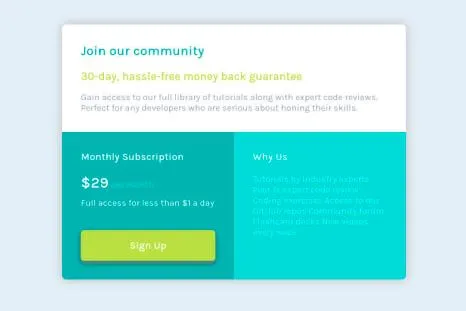 Join our community
30-day, hassle-free money back guarantee
Gain access to our full library of tutorials along with expert code reviews.
Perfect for any developers who are serious about honing their skills.
Monthly Subscription
$29 per month
Full access for less than $1 a day
Sign Up
Why Us
Tutorials by industry experts
Peer & expert code review
Coding exercises Access to our
GitHub repos Community forum
Flashcard decks New videos
every week